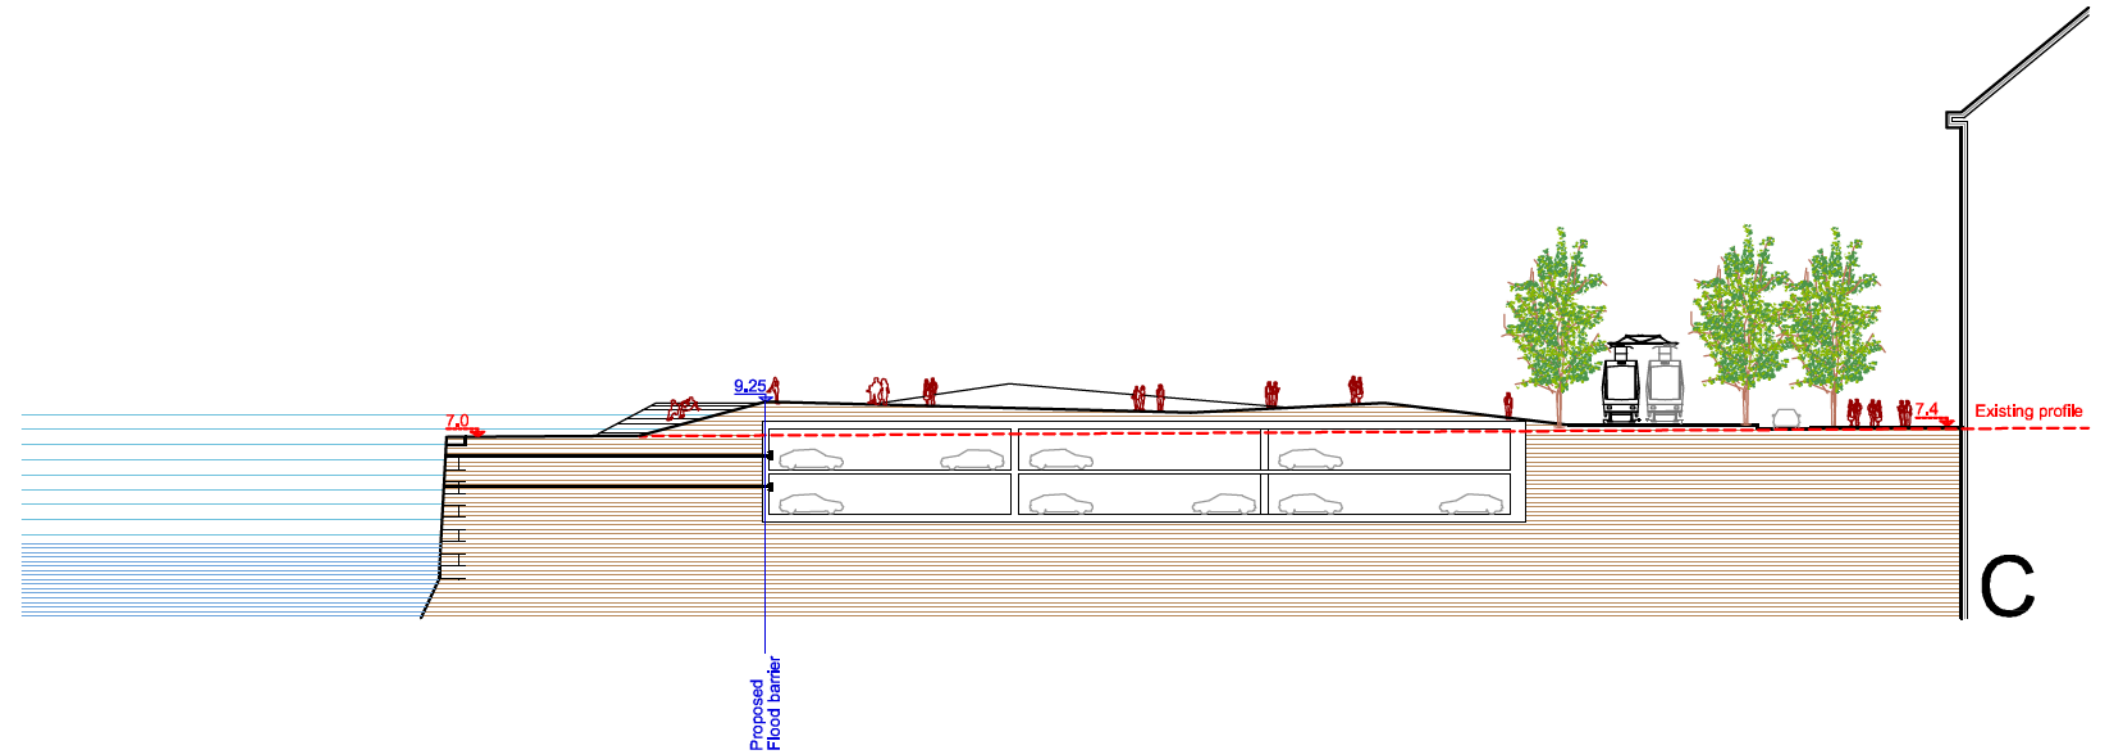 9.25
7.0
7.4
Existing profile
C
Proposed
Flood barrier